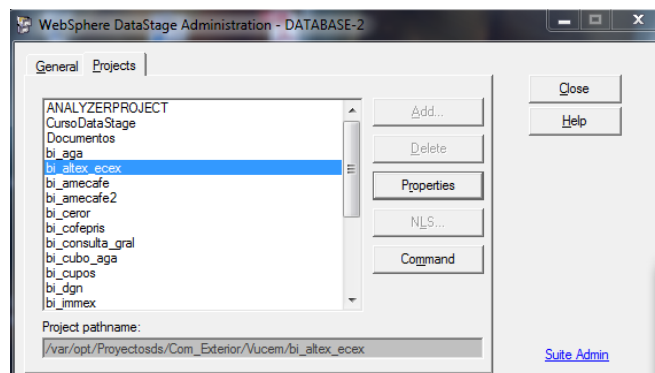 WebSphere DataStage Administration - DATABASE-2
General Projects
ANALYZERPROJECT
CursoDataStage
Documentos
bi_aga
bi_altex_ecex
bi_amecafe
bi_amecafe2
bi_ceror
bi_cofepris
bi_consulta_gral
bi_cubo_aga
bi_cupos
bi_dgn
bi_immex
Add...
Delete
Properties
NLS...
Command
Close
Help
Project pathname:
/var/opt/Proyectosds/Com_Exterior/Vucem/bi_altex_ecex
Suite Admin